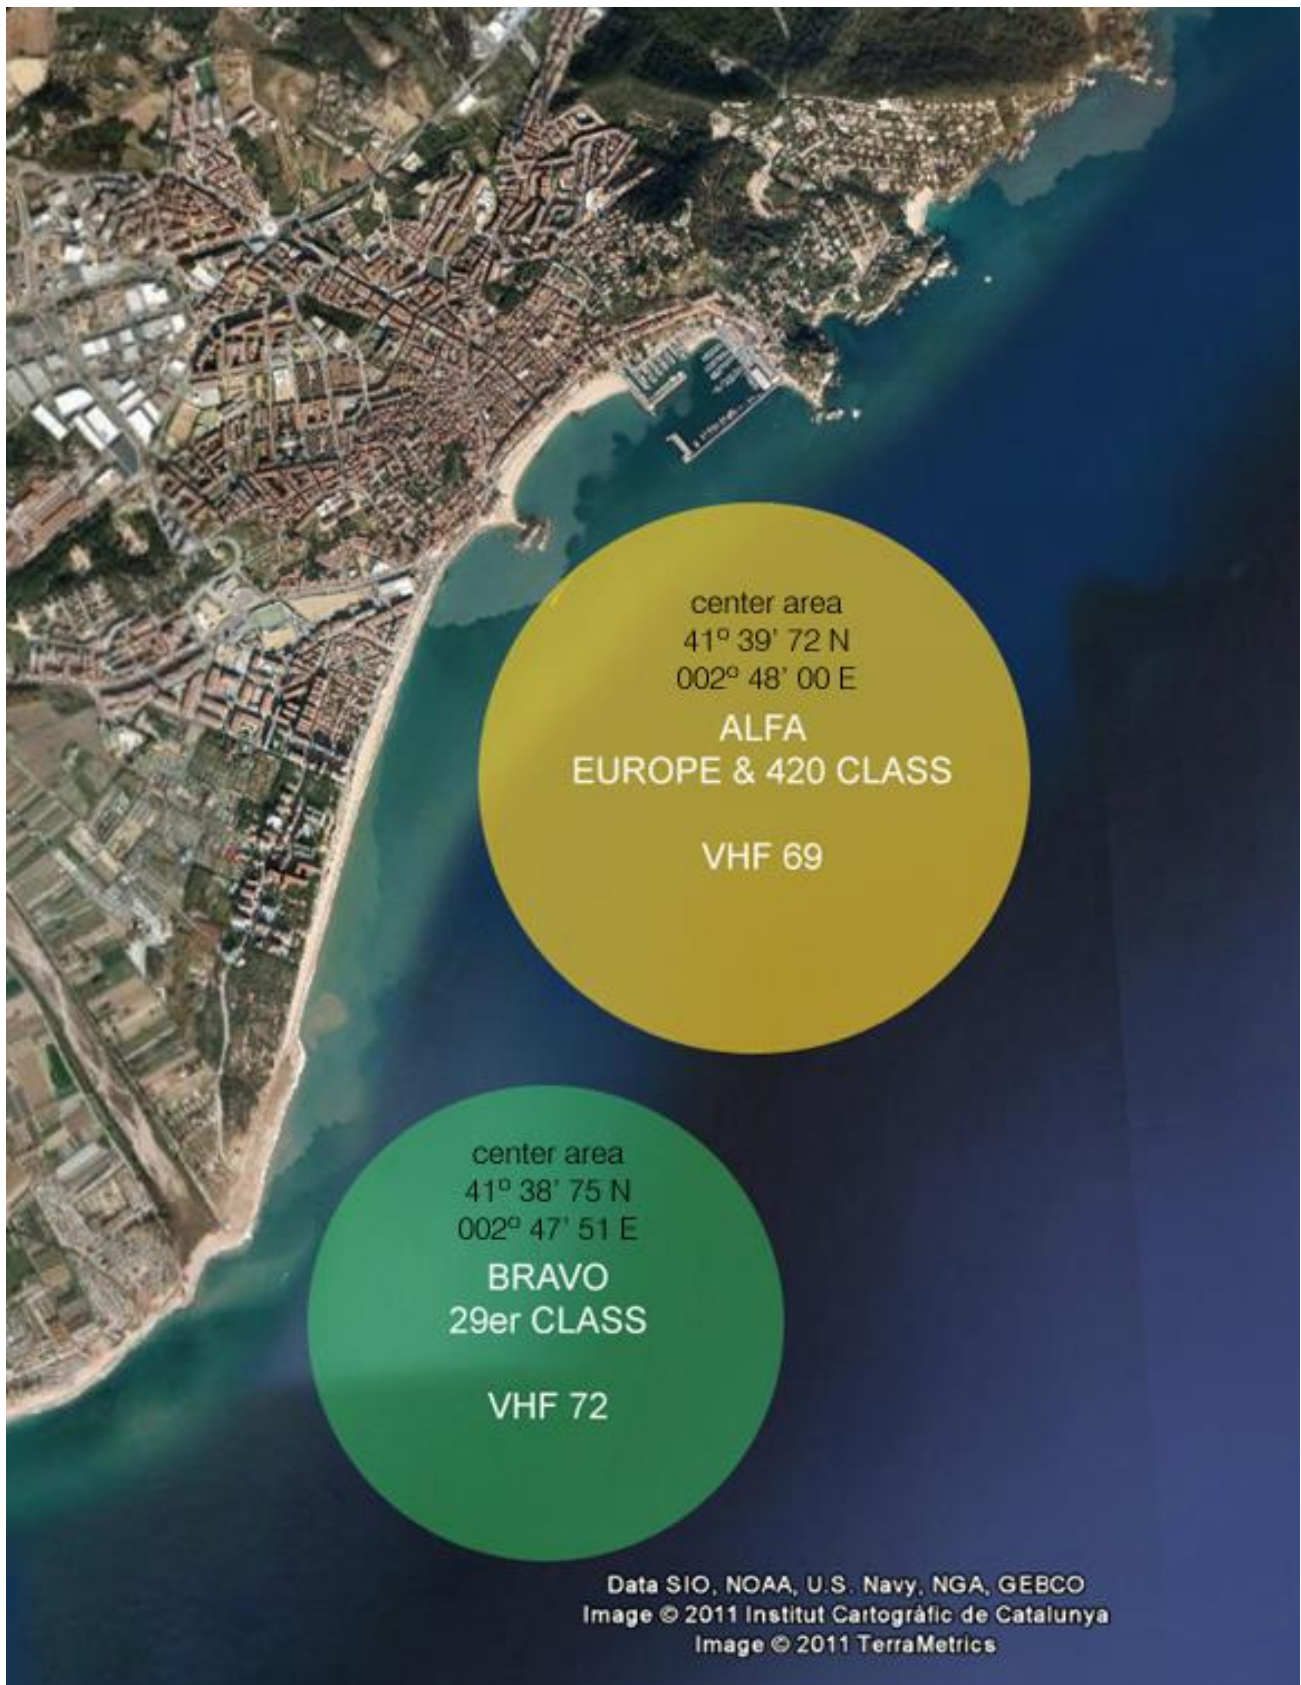 center area
41º 39’ 72 N
002º 48’ 00 E
ALFA
EUROPE & 420 CLASS
VHF 69
center area
41º 38’ 75 N
002º 47’ 51 E
BRAVO
29er CLASS
VHF 72
Data SIO, NOAA, U.S. Navy, NGA, GEBCO
Image © 2011 Institut Cartogràfic de Catalunya
Image © 2011 TerraMetrics